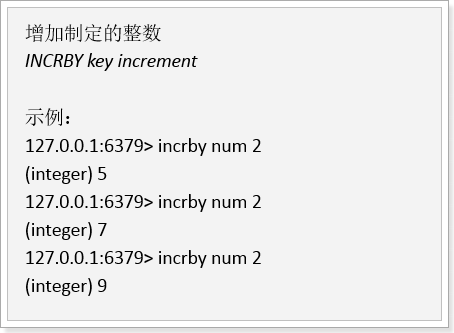 增加制定的整数
INCRBY key increment
示例：
127.0.0.1:6379> incrby num 2
(integer) 5
127.0.0.1:6379> incrby num 2
(integer) 7
127.0.0.1:6379> incrby num 2
(integer) 9